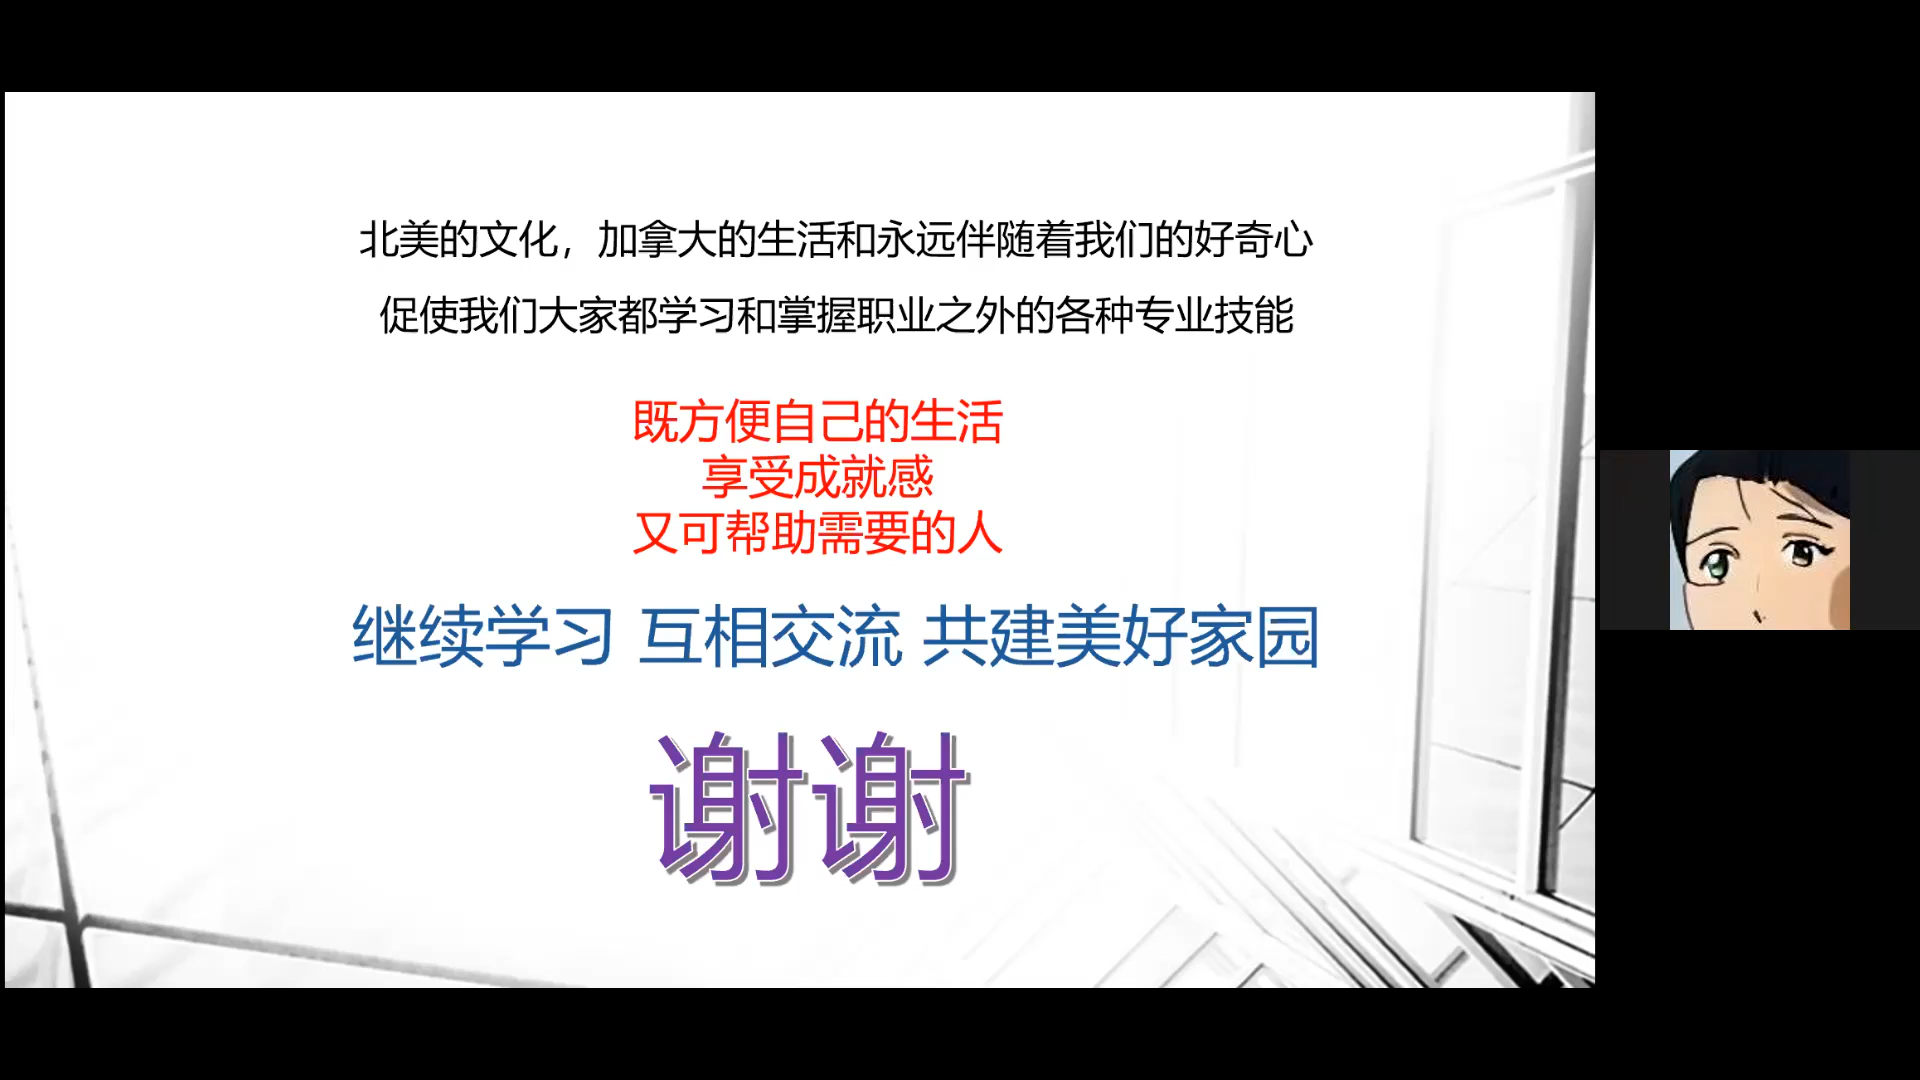 北美的文化，加拿大的生活和永远伴随着我们的好奇心
促使我们大家都学习和掌握职业之外的各种专业技能
既方便自己的生活
享受成就感
又可帮助需要的人
继续学习 互相交流 共建美好家园
谢谢